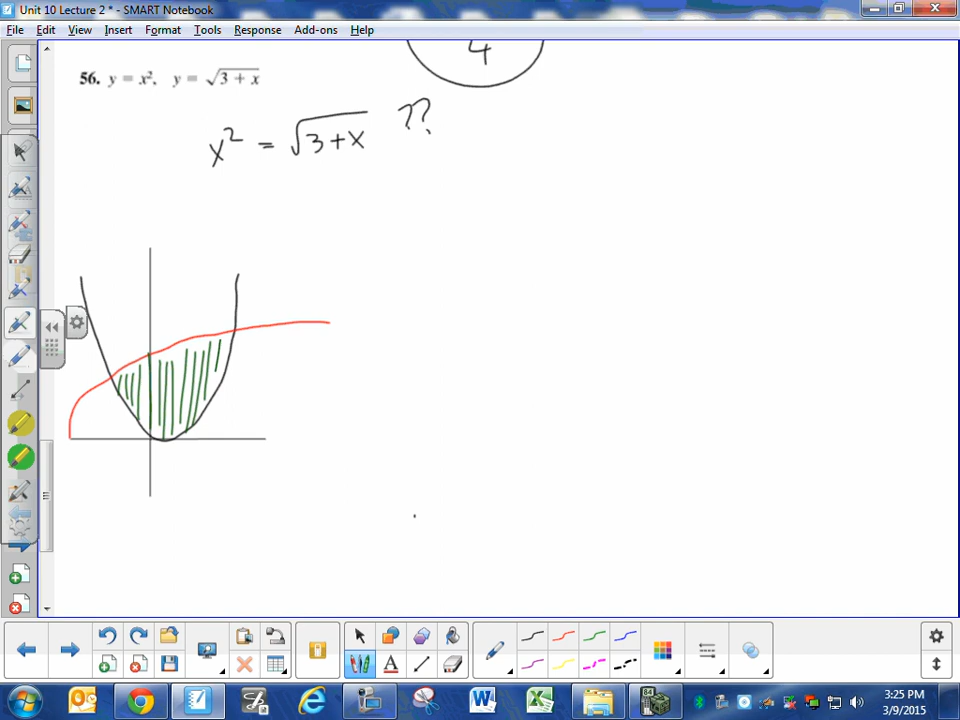 Unit 10 Lecture 2 * - SMART Notebook
File Edit View Insert Format Tools Response Add-ons Help
4
56. y = x², y = √3 + x
x² = √3+x ??
A
W
X
84
3:25 PM
3/9/2015